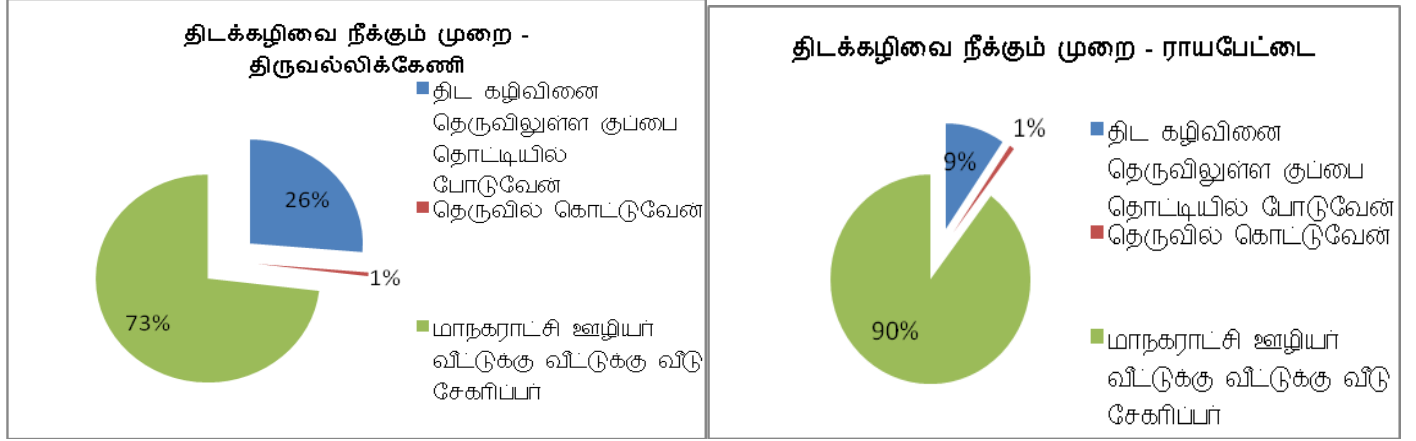 திடக்கழிவை நீக்கும் முறை -
திருவல்லிக்கேணி
திட கழிவினை
தெருவிலுள்ள குப்பை
தொட்டியில்
போடுவேன்
தெருவில் கொட்டுவேன்
மாநகராட்சி ஊழியர்
வீட்டுக்கு வீட்டுக்கு வீடு
சேகரிப்பர்
26%
1%
73%
திடக்கழிவை நீக்கும் முறை - ராயபேட்டை
திட கழிவினை
தெருவிலுள்ள குப்பை
தொட்டியில் போடுவேன்
தெருவில் கொட்டுவேன்
மாநகராட்சி ஊழியர்
வீட்டுக்கு வீட்டுக்கு வீடு
சேகரிப்பர்
9%
1%
90%